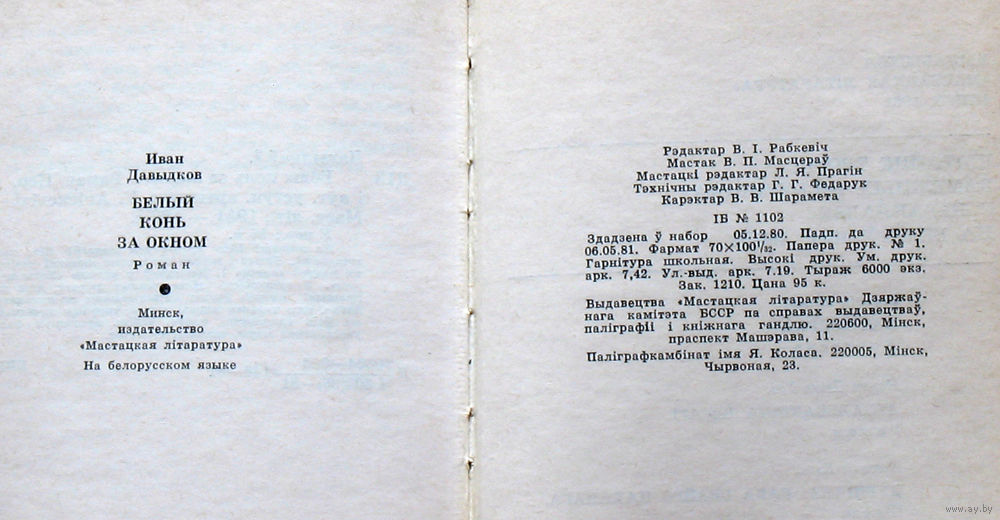 Иван
Давыдков
БЕЛЫЙ
КОНЬ
ЗА ОКНОМ
Роман
Минск,
издательство
«Мастацкая літаратура»
На белорусском языке
Рэдактар В. І. Рабкевіч
Мастак В. П. Масцераў
Мастацкі рэдактар Л. Я. Прагін
Тэхнічны рэдактар Г. Г. Федарук
Карэктар В. В. Шарамета
ІБ № 1102
Здадзена ў набор 05.12.80. Падп. да друку
06.05.81. Фармат 70×100¹/₃₂. Папера друк. № 1.
Гарнітура школьная. Высокі друк. Ум. друк.
арк. 7,42. Ул.-выд. арк. 7.19. Тыраж 6000 экз.
Зак. 1210. Цана 95 к.
Выдавецтва «Мастацкая літаратура» Дзяржаў-
нага камітэта БССР па справах выдавецтваў,
паліграфіі і кніжнага гандлю. 220600, Мінск,
праспект Машэрава, 11.
Паліграфкамбінат імя Я. Коласа. 220005, Мінск,
Чырвоная, 23.
www.ay.by